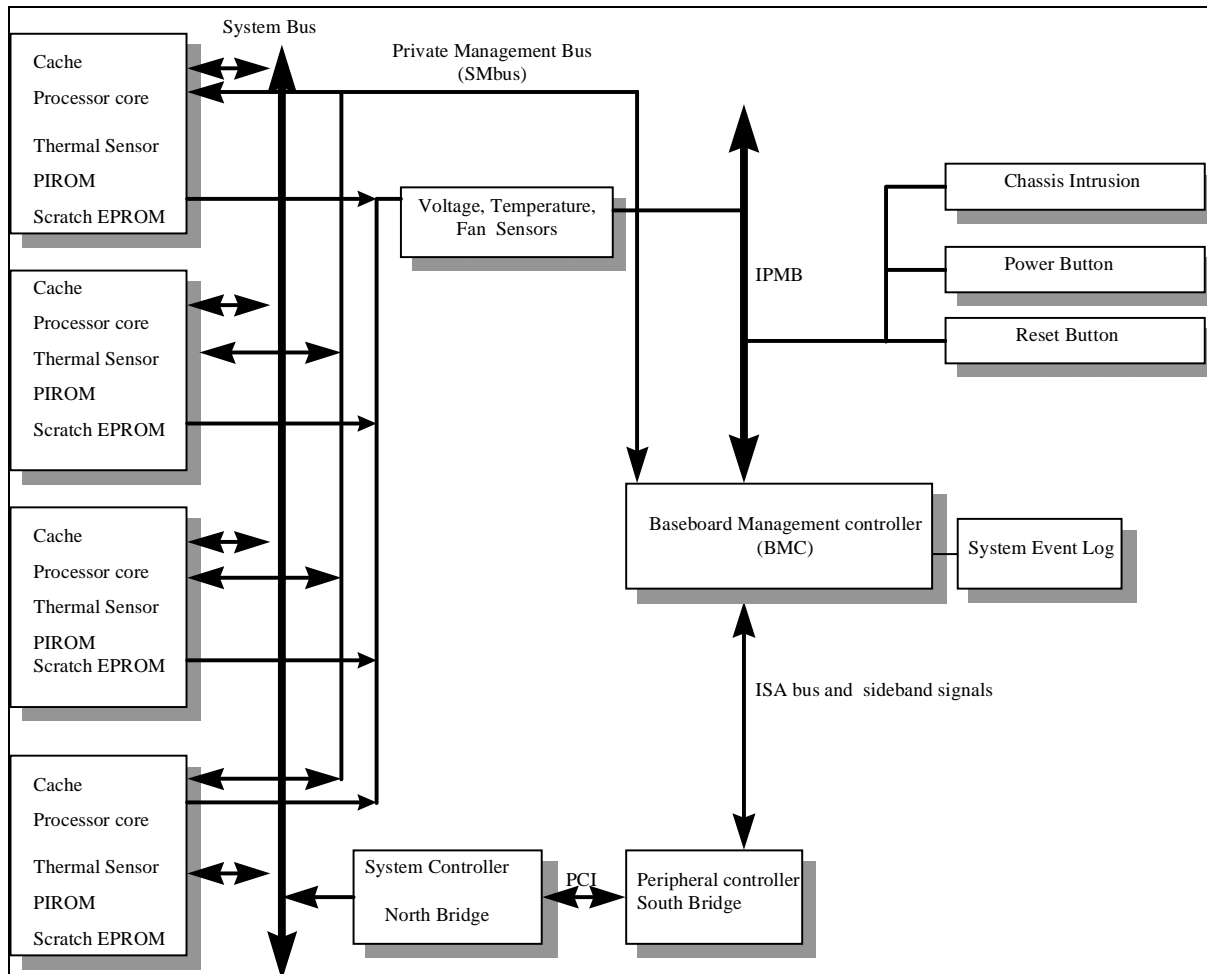 System Bus
Private Management Bus
(SMbus)
Cache
Processor core
Thermal Sensor
PIROM
Scratch EPROM
Voltage, Temperature,
Fan Sensors
IPMB
Chassis Intrusion
Power Button
Reset Button
Cache
Processor core
Thermal Sensor
PIROM
Scratch EPROM
Baseboard Management controller
(BMC)
System Event Log
Cache
Processor core
Thermal Sensor
PIROM
Scratch EPROM
ISA bus and sideband signals
Cache
Processor core
Thermal Sensor
PIROM
Scratch EPROM
System Controller
North Bridge
PCI
Peripheral controller
South Bridge